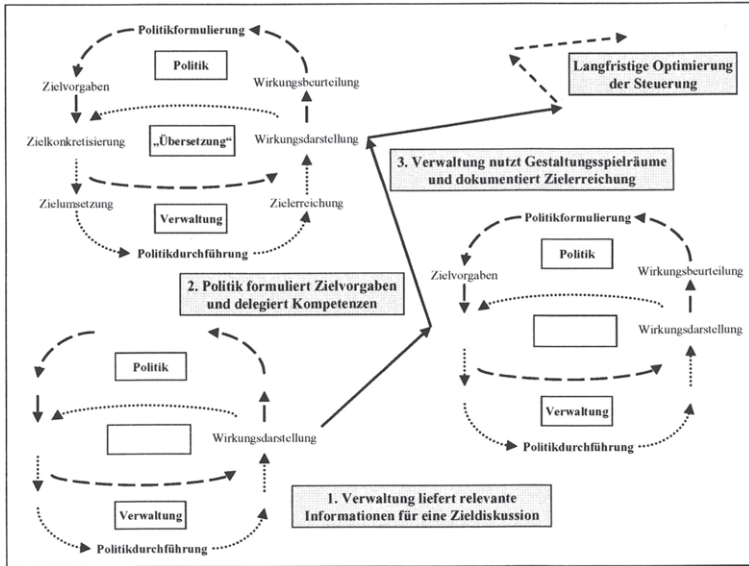 Politikformulierung
Politik
Zielvorgaben
Wirkungsbeurteilung
Zielkonkretisierung
„Übersetzung“
Wirkungsdarstellung
Zielumsetzung
Verwaltung
Zielerreichung
Politikdurchführung
Langfristige Optimierung
der Steuerung
3. Verwaltung nutzt Gestaltungsspielräume
und dokumentiert Zielerreichung
Politikformulierung
Politik
Zielvorgaben
Wirkungsbeurteilung
Wirkungsdarstellung
Verwaltung
Politikdurchführung
2. Politik formuliert Zielvorgaben
und delegiert Kompetenzen
Politik
Wirkungsdarstellung
Verwaltung
Politikdurchführung
1. Verwaltung liefert relevante
Informationen für eine Zieldiskussion